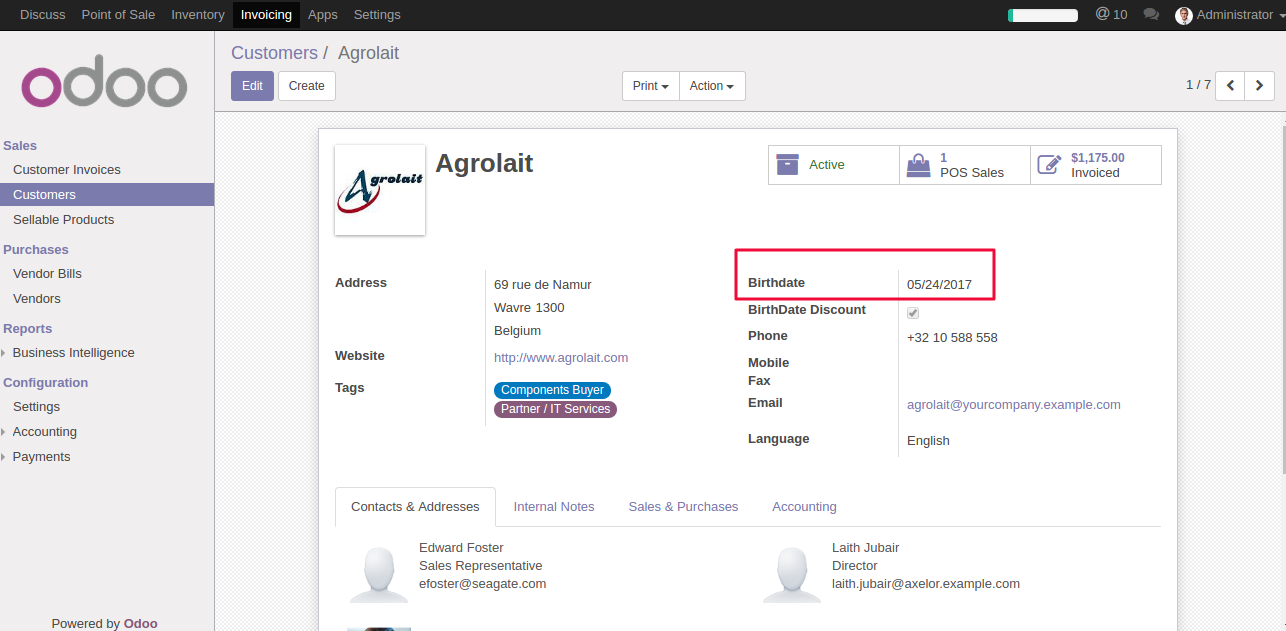 Discuss Point of Sale Inventory Invoicing Apps Settings @ 10 Administrator
odoo
Customers / Agrolait
Edit Create Print Action 1 / 7
Sales
Customer Invoices
Customers
Sellable Products
Purchases
Vendor Bills
Vendors
Reports
Business Intelligence
Configuration
Settings
Accounting
Payments
Powered by Odoo
Agrolait
Agrolait
Active
1
POS Sales
$1,175.00
Invoiced
Address
69 rue de Namur
Wavre 1300
Belgium
Website http://www.agrolait.com
Tags Components Buyer
Partner / IT Services
Birthdate 05/24/2017
BirthDate Discount
Phone +32 10 588 558
Mobile
Fax
Email agrolait@yourcompany.example.com
Language English
Contacts & Addresses Internal Notes Sales & Purchases Accounting
Edward Foster
Sales Representative
efoster@seagate.com
Laith Jubair
Director
laith.jubair@axelor.example.com